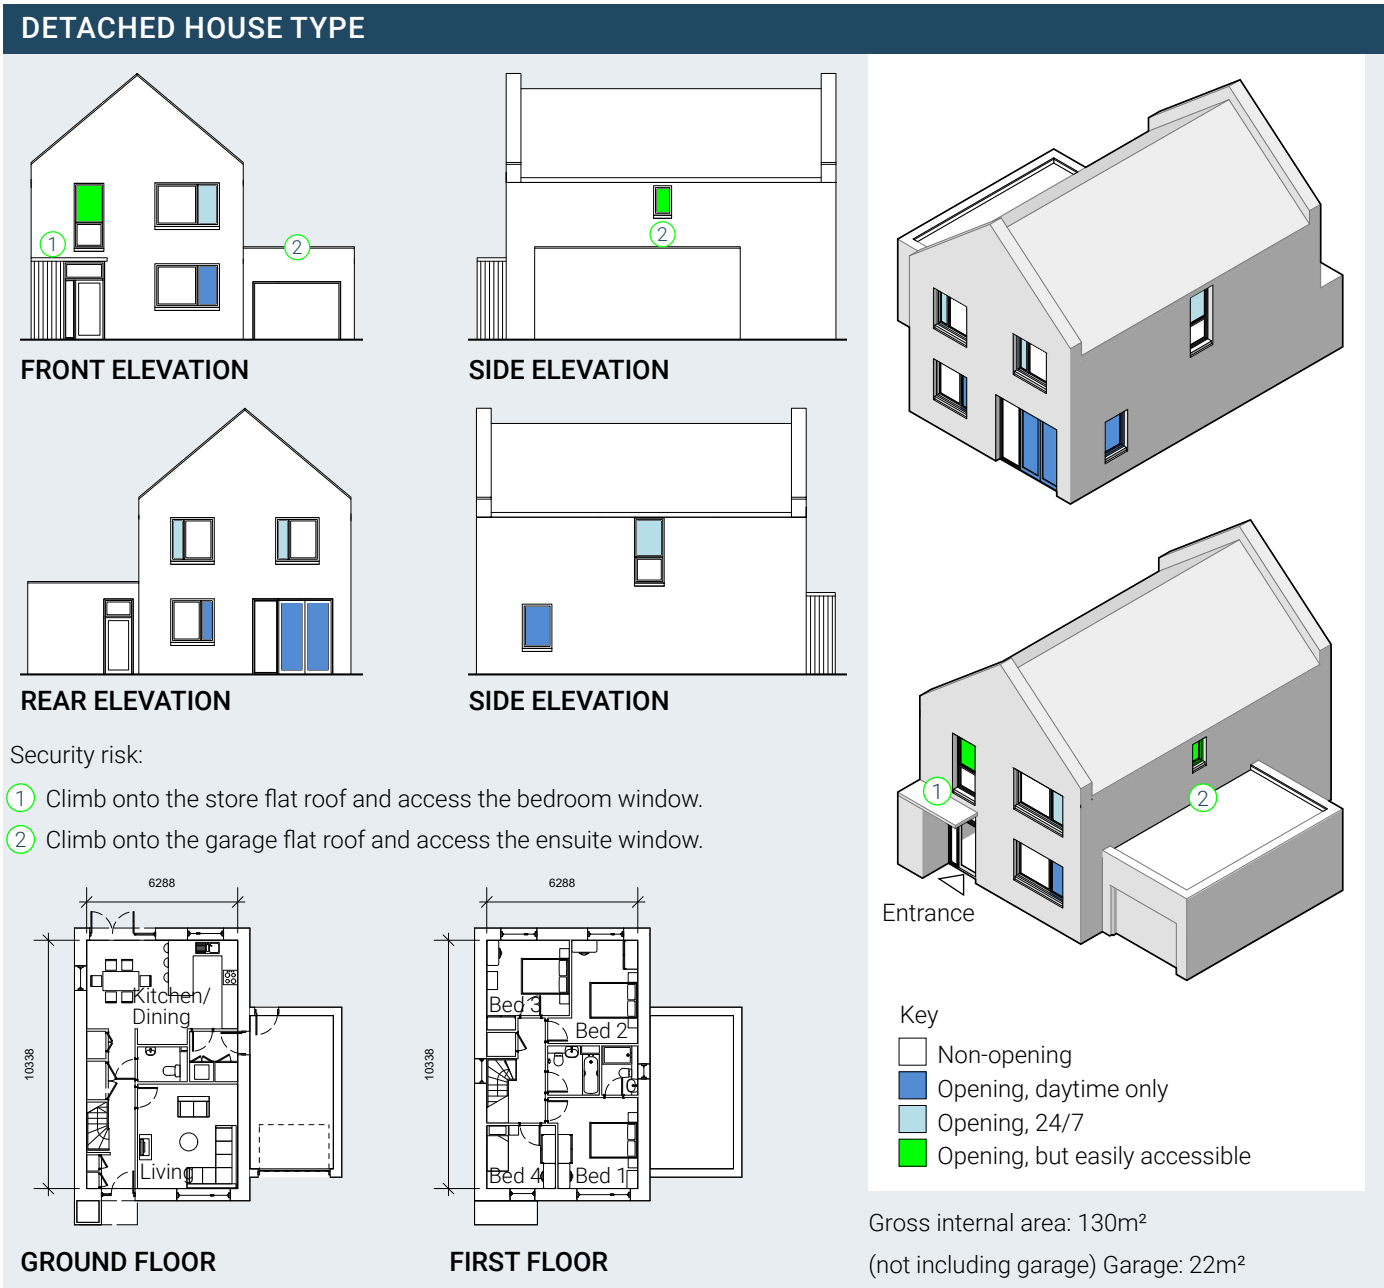 DETACHED HOUSE TYPE
1
2
FRONT ELEVATION
2
SIDE ELEVATION
REAR ELEVATION
SIDE ELEVATION
Security risk:
1 Climb onto the store flat roof and access the bedroom window.
2 Climb onto the garage flat roof and access the ensuite window.
6288
10338
Kitchen/
Dining
Living
GROUND FLOOR
6288
10338
Bed 3
Bed 2
Bed 4
Bed 1
FIRST FLOOR
1
2
Entrance
Key
Non-opening
Opening, daytime only
Opening, 24/7
Opening, but easily accessible
Gross internal area: 130m²
(not including garage) Garage: 22m²